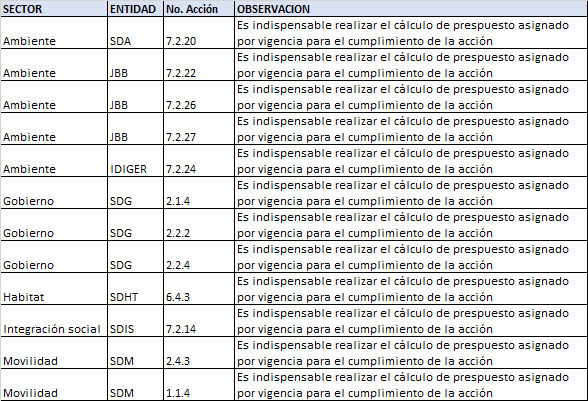 SECTOR ENTIDAD No. Acción OBSERVACION
Es indispensable realizar el cálculo de prespuesto asignado
Ambiente SDA 7.2.20 por vigencia para el cumplimiento de la acción
Es indispensable realizar el cálculo de prespuesto asignado
Ambiente JBB 7.2.22 por vigencia para el cumplimiento de la acción
Es indispensable realizar el cálculo de prespuesto asignado
Ambiente JBB 7.2.26 por vigencia para el cumplimiento de la acción
Es indispensable realizar el cálculo de prespuesto asignado
Ambiente JBB 7.2.27 por vigencia para el cumplimiento de la acción
Es indispensable realizar el cálculo de prespuesto asignado
Ambiente IDIGER 7.2.24 por vigencia para el cumplimiento de la acción
Es indispensable realizar el cálculo de prespuesto asignado
Gobierno SDG 2.1.4 por vigencia para el cumplimiento de la acción
Es indispensable realizar el cálculo de prespuesto asignado
Gobierno SDG 2.2.2 por vigencia para el cumplimiento de la acción
Es indispensable realizar el cálculo de prespuesto asignado
Gobierno SDG 2.2.4 por vigencia para el cumplimiento de la acción
Es indispensable realizar el cálculo de prespuesto asignado
Habitat SDHT 6.4.3 por vigencia para el cumplimiento de la acción
Es indispensable realizar el cálculo de prespuesto asignado
Integración social SDIS 7.2.14 por vigencia para el cumplimiento de la acción
Es indispensable realizar el cálculo de prespuesto asignado
Movilidad SDM 2.4.3 por vigencia para el cumplimiento de la acción
Es indispensable realizar el cálculo de prespuesto asignado
Movilidad SDM 1.1.4 por vigencia para el cumplimiento de la acción